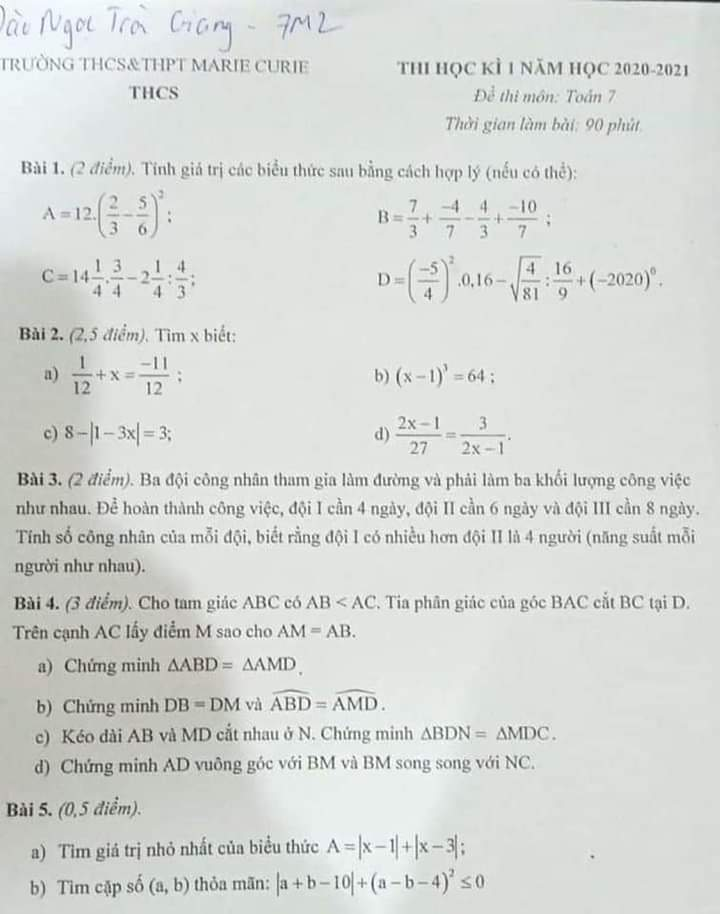 Đào Ngọc Trà Giang - 7M2
TRƯỜNG THCS&THPT MARIE CURIE
THCS
THI HỌC KÌ I NĂM HỌC 2020-2021
Đề thi môn: Toán 7
Thời gian làm bài: 90 phút
Bài 1. (2 điểm). Tính giá trị các biểu thức sau bằng cách hợp lý (nếu có thể):
A = 12.(2/3 − 5/6)²; B = 7/3 + −4/7 − 4/3 + −10/7 ;
C = 14 1/4 . 3/4 − 2 1/4 : 4/3; D = (−5/4)².0,16 − √(4/81) : 16/9 + (−2020)⁰.
Bài 2. (2,5 điểm). Tìm x biết:
a) 1/12 + x = −11/12 ; b) (x − 1)³ = 64 ;
c) 8 − |1 − 3x| = 3; d) (2x − 1)/27 = 3/(2x − 1).
Bài 3. (2 điểm). Ba đội công nhân tham gia làm đường và phải làm ba khối lượng công việc
như nhau. Để hoàn thành công việc, đội I cần 4 ngày, đội II cần 6 ngày và đội III cần 8 ngày.
Tính số công nhân của mỗi đội, biết rằng đội I có nhiều hơn đội II là 4 người (năng suất mỗi
người như nhau).
Bài 4. (3 điểm). Cho tam giác ABC có AB < AC. Tia phân giác của góc BAC cắt BC tại D.
Trên cạnh AC lấy điểm M sao cho AM = AB.
a) Chứng minh ΔABD = ΔAMD.
b) Chứng minh DB = DM và \widehat{ABD} = \widehat{AMD}.
c) Kéo dài AB và MD cắt nhau ở N. Chứng minh ΔBDN = ΔMDC.
d) Chứng minh AD vuông góc với BM và BM song song với NC.
Bài 5. (0,5 điểm).
a) Tìm giá trị nhỏ nhất của biểu thức A = |x − 1| + |x − 3|;
b) Tìm cặp số (a, b) thỏa mãn: |a + b − 10| + (a − b − 4)² ≤ 0